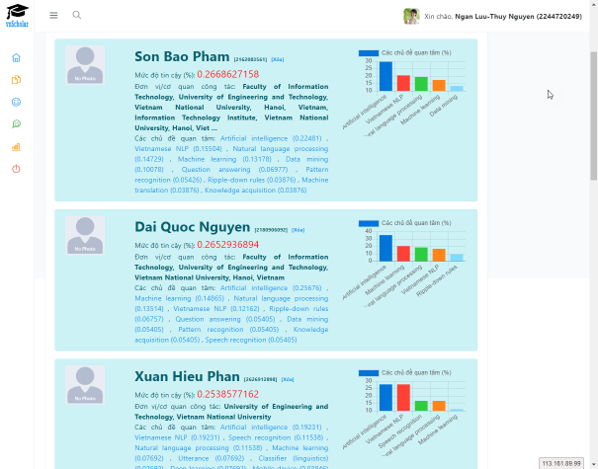 vnScholar
Xin chào, Ngan Luu-Thuy Nguyen (2244720249)
No Photo
Son Bao Pham [2162083561] [Xóa]
Mức độ tin cậy (%): 0.2668627158
Đơn vị/cơ quan công tác: Faculty of Information
Technology, University of Engineering and Technology,
Vietnam National University, Hanoi, Vietnam,
Information Technology Institute, Vietnam National
University, Hanoi, Viet ...
Các chủ đề quan tâm: Artificial intelligence (0.22481) ,
Vietnamese NLP (0.15504) , Natural language processing
(0.14729) , Machine learning (0.13178) , Data mining
(0.10078) , Question answering (0.06977) , Pattern
recognition (0.05426) , Ripple-down rules (0.03876) , Machine
translation (0.03876) , Knowledge acquisition (0.03876)
Các chủ đề quan tâm (%)
30
25
20
15
10
Artificial intelligence
Vietnamese NLP
ural language processing
Machine learning
Data mining
No Photo
Dai Quoc Nguyen [2180906092] [Xóa]
Mức độ tin cậy (%): 0.2652936894
Đơn vị/cơ quan công tác: Faculty of Information
Technology, University of Engineering and Technology,
Vietnam National University, Hanoi, Vietnam
Các chủ đề quan tâm: Artificial intelligence (0.25676) ,
Machine learning (0.14865) , Natural language processing
(0.13514) , Vietnamese NLP (0.12162) , Ripple-down rules
(0.06757) , Question answering (0.05405) , Data mining
(0.05405) , Pattern recognition (0.05405) , Knowledge
acquisition (0.05405) , Speech recognition (0.05405)
Các chủ đề quan tâm (%)
40
30
20
10
0
Artificial intelligence
Machine learning
ural language processing
Vietnamese NLP
Ripple-down rules
No Photo
Xuan Hieu Phan [2626912898] [Xóa]
Mức độ tin cậy (%): 0.2538577162
Đơn vị/cơ quan công tác: University of Engineering and
Technology, Vietnam National University
Các chủ đề quan tâm: Artificial intelligence (0.19231) ,
Vietnamese NLP (0.19231) , Speech recognition (0.11538) ,
Natural language processing (0.11538) , Machine learning
(0.07692) , Utterance (0.07692) , Classifier (linguistics)
(0.07692) , Deep learning (0.07692) , Mobile device (0.03846)
Các chủ đề quan tâm (%)
30
25
20
15
10
Artificial intelligence
Vietnamese NLP
Speech recognition
ural language processing
Machine learning
113.161.89.99